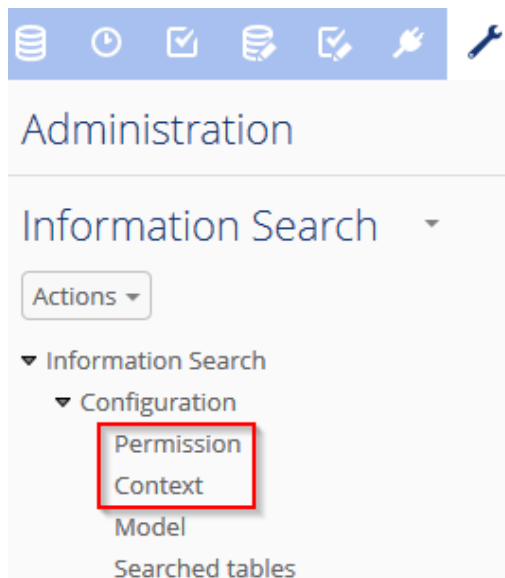 Administration
Information Search
Actions
Information Search
Configuration
Permission
Context
Model
Searched tables